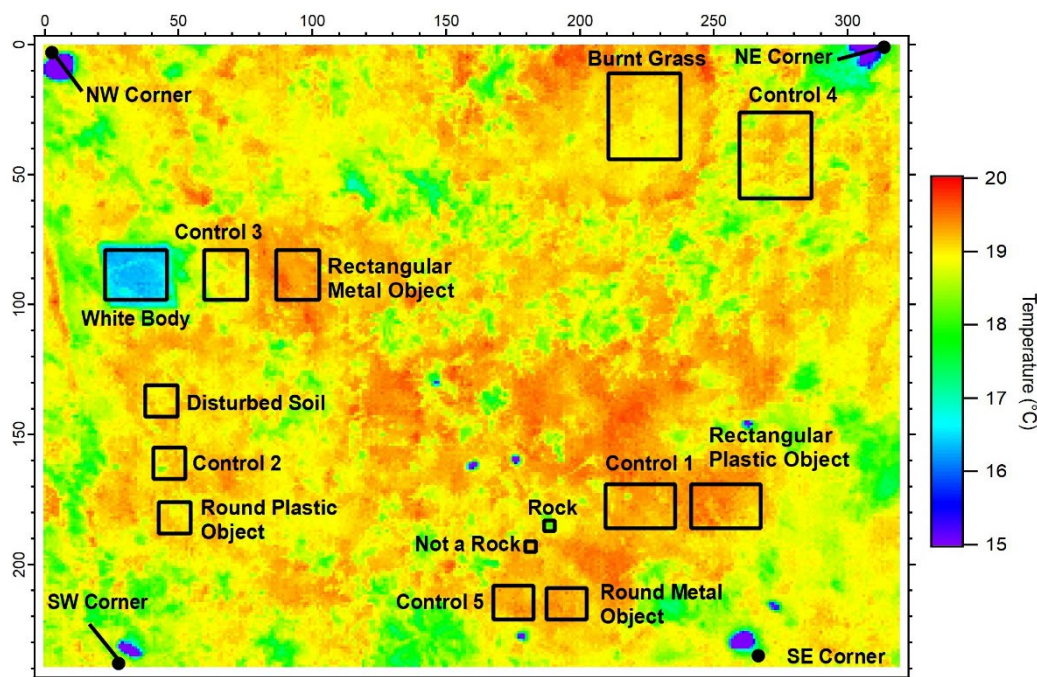 0 50 100 150 200 250 300
0
50
100
150
200
Burnt Grass
NE Corner
NW Corner
Control 4
Control 3
Rectangular
Metal Object
White Body
Disturbed Soil
Control 2
Round Plastic
Object
Rectangular
Plastic Object
Control 1
Rock
Not a Rock
Control 5
Round Metal
Object
SW Corner
SE Corner
20
19
18
17
16
15
Temperature (°C)